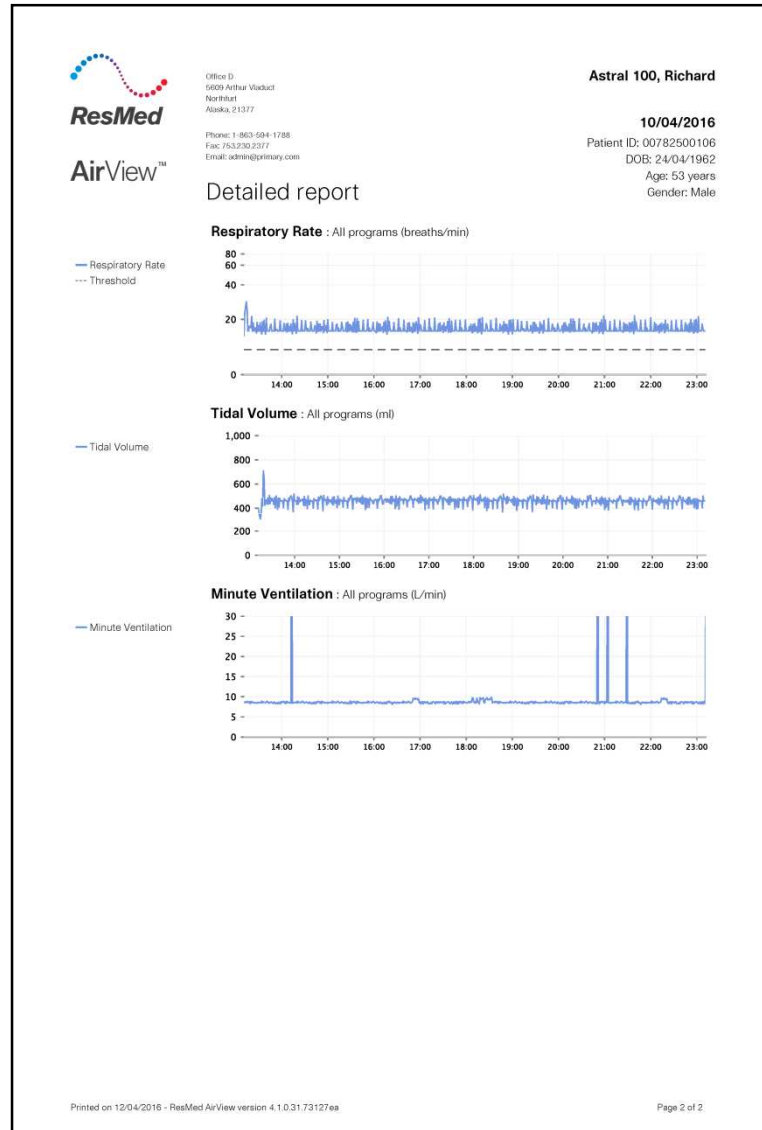 ResMed
AirView™
Office D
5609 Arthur Viaduct
Northfurt
Alaska, 21377
Phone: 1-863-594-1788
Fax: 753.230.2377
Email: admin@primary.com
Detailed report
Astral 100, Richard
10/04/2016
Patient ID: 00782500106
DOB: 24/04/1962
Age: 53 years
Gender: Male
Respiratory Rate : All programs (breaths/min)
Respiratory Rate
Threshold
80
60
40
20
0
14:00 15:00 16:00 17:00 18:00 19:00 20:00 21:00 22:00 23:00
Tidal Volume : All programs (ml)
Tidal Volume
1,000
800
600
400
200
0
14:00 15:00 16:00 17:00 18:00 19:00 20:00 21:00 22:00 23:00
Minute Ventilation : All programs (L/min)
Minute Ventilation
30
25
20
15
10
5
0
14:00 15:00 16:00 17:00 18:00 19:00 20:00 21:00 22:00 23:00
Printed on 12/04/2016 - ResMed AirView version 4.1.0.31.73127ea
Page 2 of 2